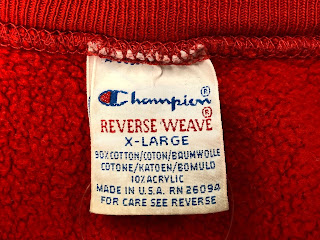 Champion®
REVERSE WEAVE®
X-LARGE
90% COTTON/COTON/BAUMWOLLE
COTONE/KATOEN/BOMULD
10% ACRYLIC
MADE IN U.S.A. RN 26094
FOR CARE SEE REVERSE